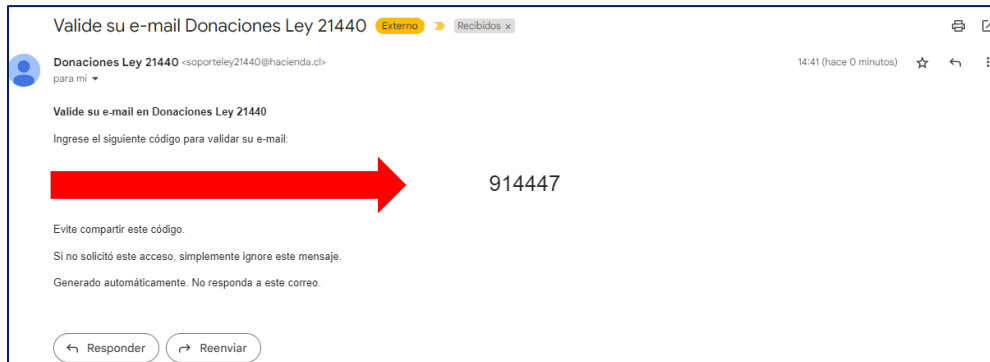 Valide su e-mail Donaciones Ley 21440 Externo Recibidos x
Donaciones Ley 21440 <soporteley21440@hacienda.cl> 14:41 (hace 0 minutos)
para mí
Valide su e-mail en Donaciones Ley 21440
Ingrese el siguiente código para validar su e-mail:
914447
Evite compartir este código.
Si no solicitó este acceso, simplemente ignore este mensaje.
Generado automáticamente. No responda a este correo.
Responder Reenviar